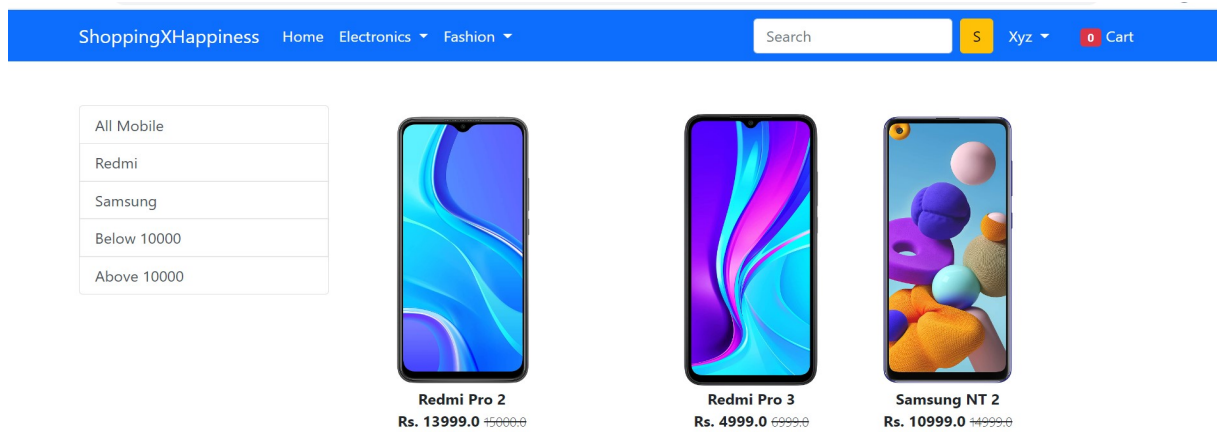 ShoppingXHappiness Home Electronics Fashion Search S Xyz 0 Cart
All Mobile
Redmi
Samsung
Below 10000
Above 10000
Redmi Pro 2
Rs. 13999.0 15000.0
Redmi Pro 3
Rs. 4999.0 6999.0
Samsung NT 2
Rs. 10999.0 14999.0